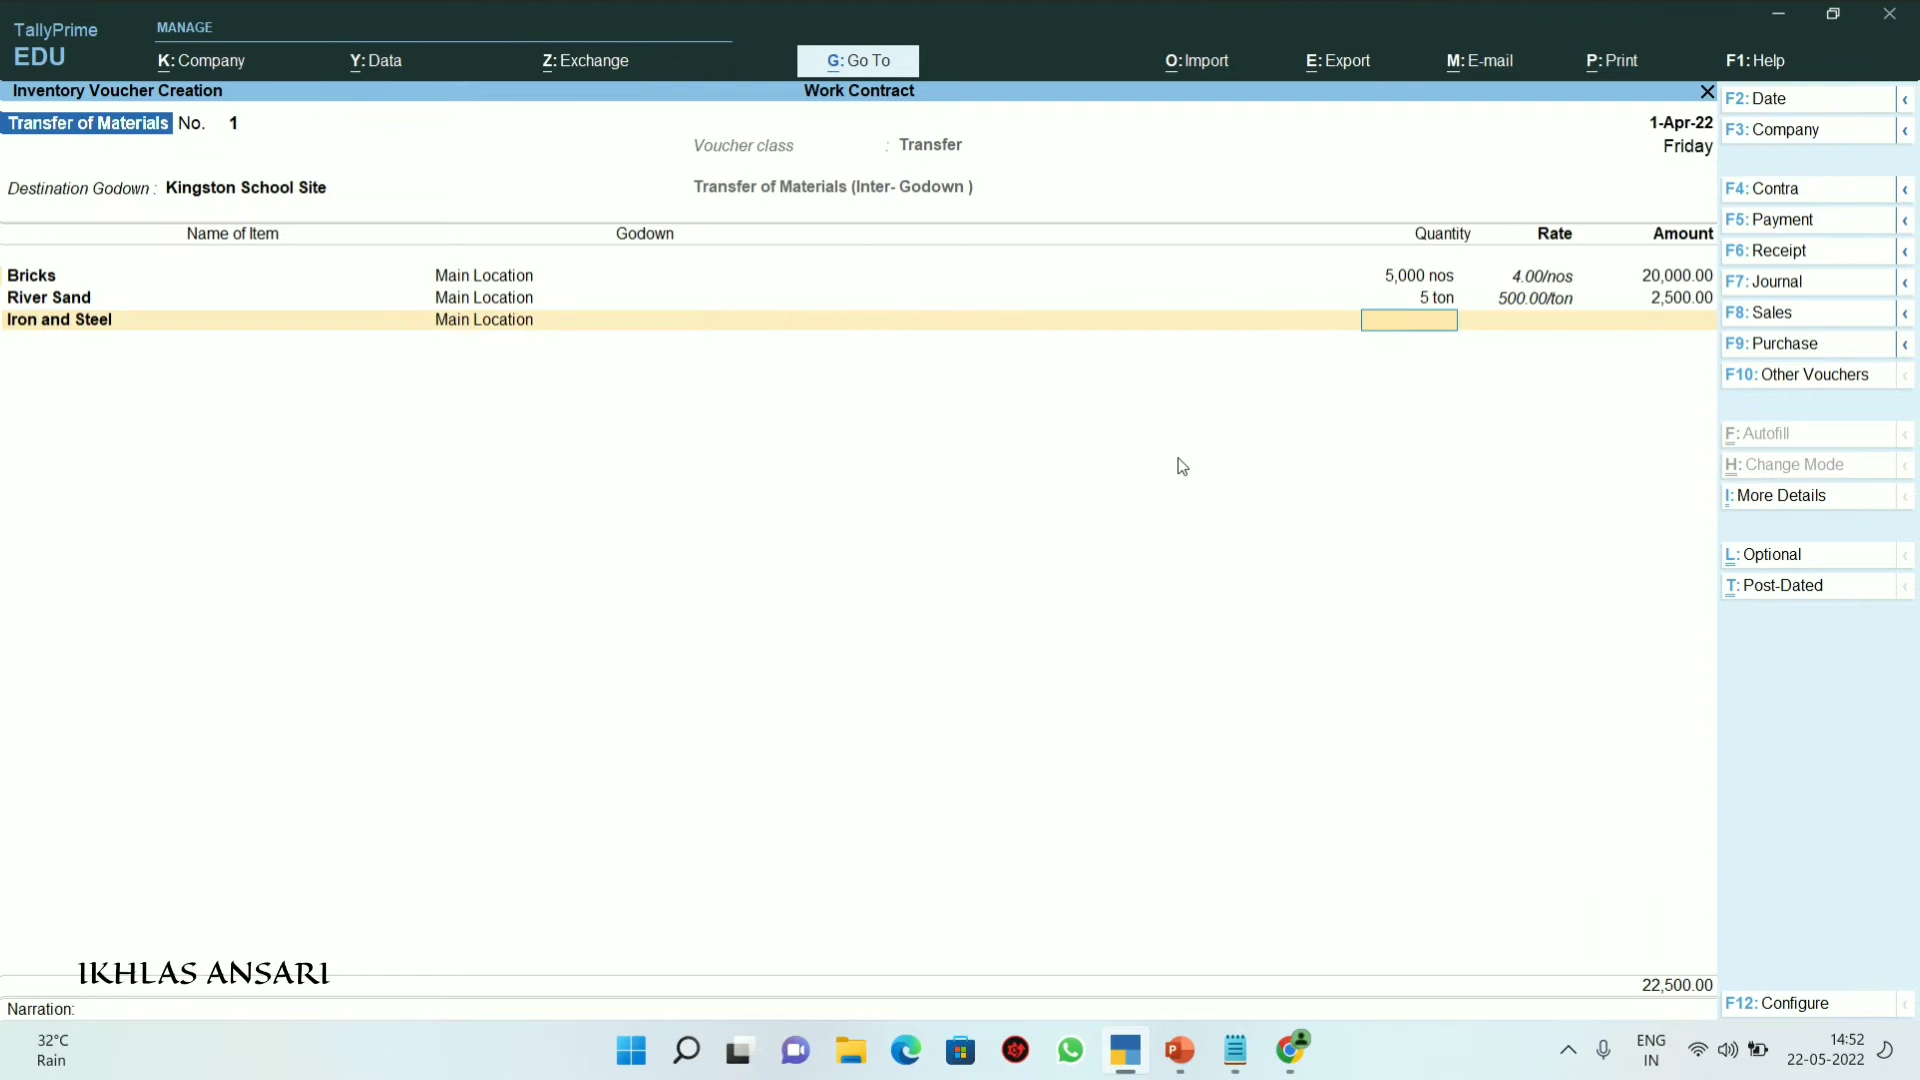 TallyPrime
EDU
MANAGE
K: Company
Y: Data
Z: Exchange
G: Go To
O: Import
E: Export
M: E-mail
P: Print
F1: Help
Inventory Voucher Creation
Work Contract
Transfer of Materials No. 1
1-Apr-22
Voucher class : Transfer
Friday
Destination Godown : Kingston School Site
Transfer of Materials (Inter- Godown )
Name of Item Godown Quantity Rate Amount
Bricks Main Location 5,000 nos 4.00/nos 20,000.00
River Sand Main Location 5 ton 500.00/ton 2,500.00
Iron and Steel Main Location
F2: Date
F3: Company
F4: Contra
F5: Payment
F6: Receipt
F7: Journal
F8: Sales
F9: Purchase
F10: Other Vouchers
F: Autofill
H: Change Mode
I: More Details
L: Optional
T: Post-Dated
F12: Configure
IKHLAS ANSARI
22,500.00
Narration:
32°C
Rain
ENG
IN
14:52
22-05-2022